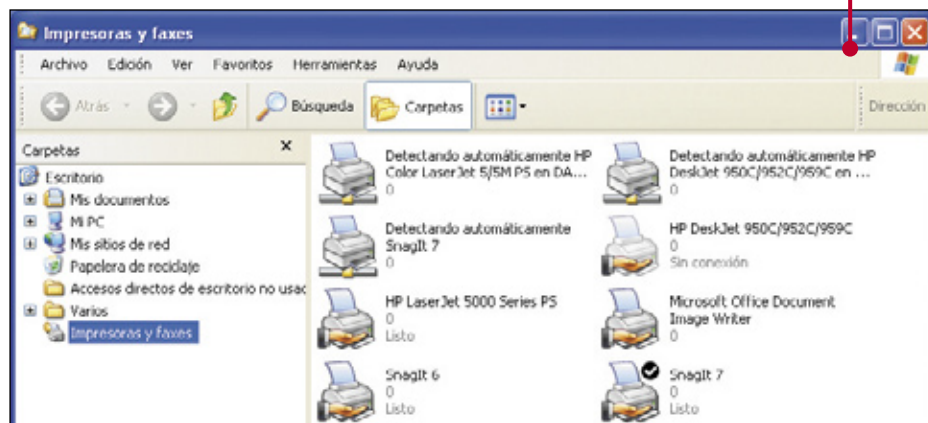 Impresoras y faxes
Archivo Edición Ver Favoritos Herramientas Ayuda
Atrás Búsqueda Carpetas Dirección
Carpetas x
Escritorio
Mis documentos
Mi PC
Mis sitios de red
Papelera de reciclaje
Accesos directos de escritorio no usad
Varios
Impresoras y faxes
Detectando automáticamente HP
Color LaserJet 5/5M PS en DA...
0
Detectando automáticamente HP
DeskJet 950C/952C/959C en ...
0
Detectando automáticamente
SnagIt 7
0
HP DeskJet 950C/952C/959C
0
Sin conexión
HP LaserJet 5000 Series PS
0
Listo
Microsoft Office Document
Image Writer
0
SnagIt 6
0
Listo
SnagIt 7
0
Listo